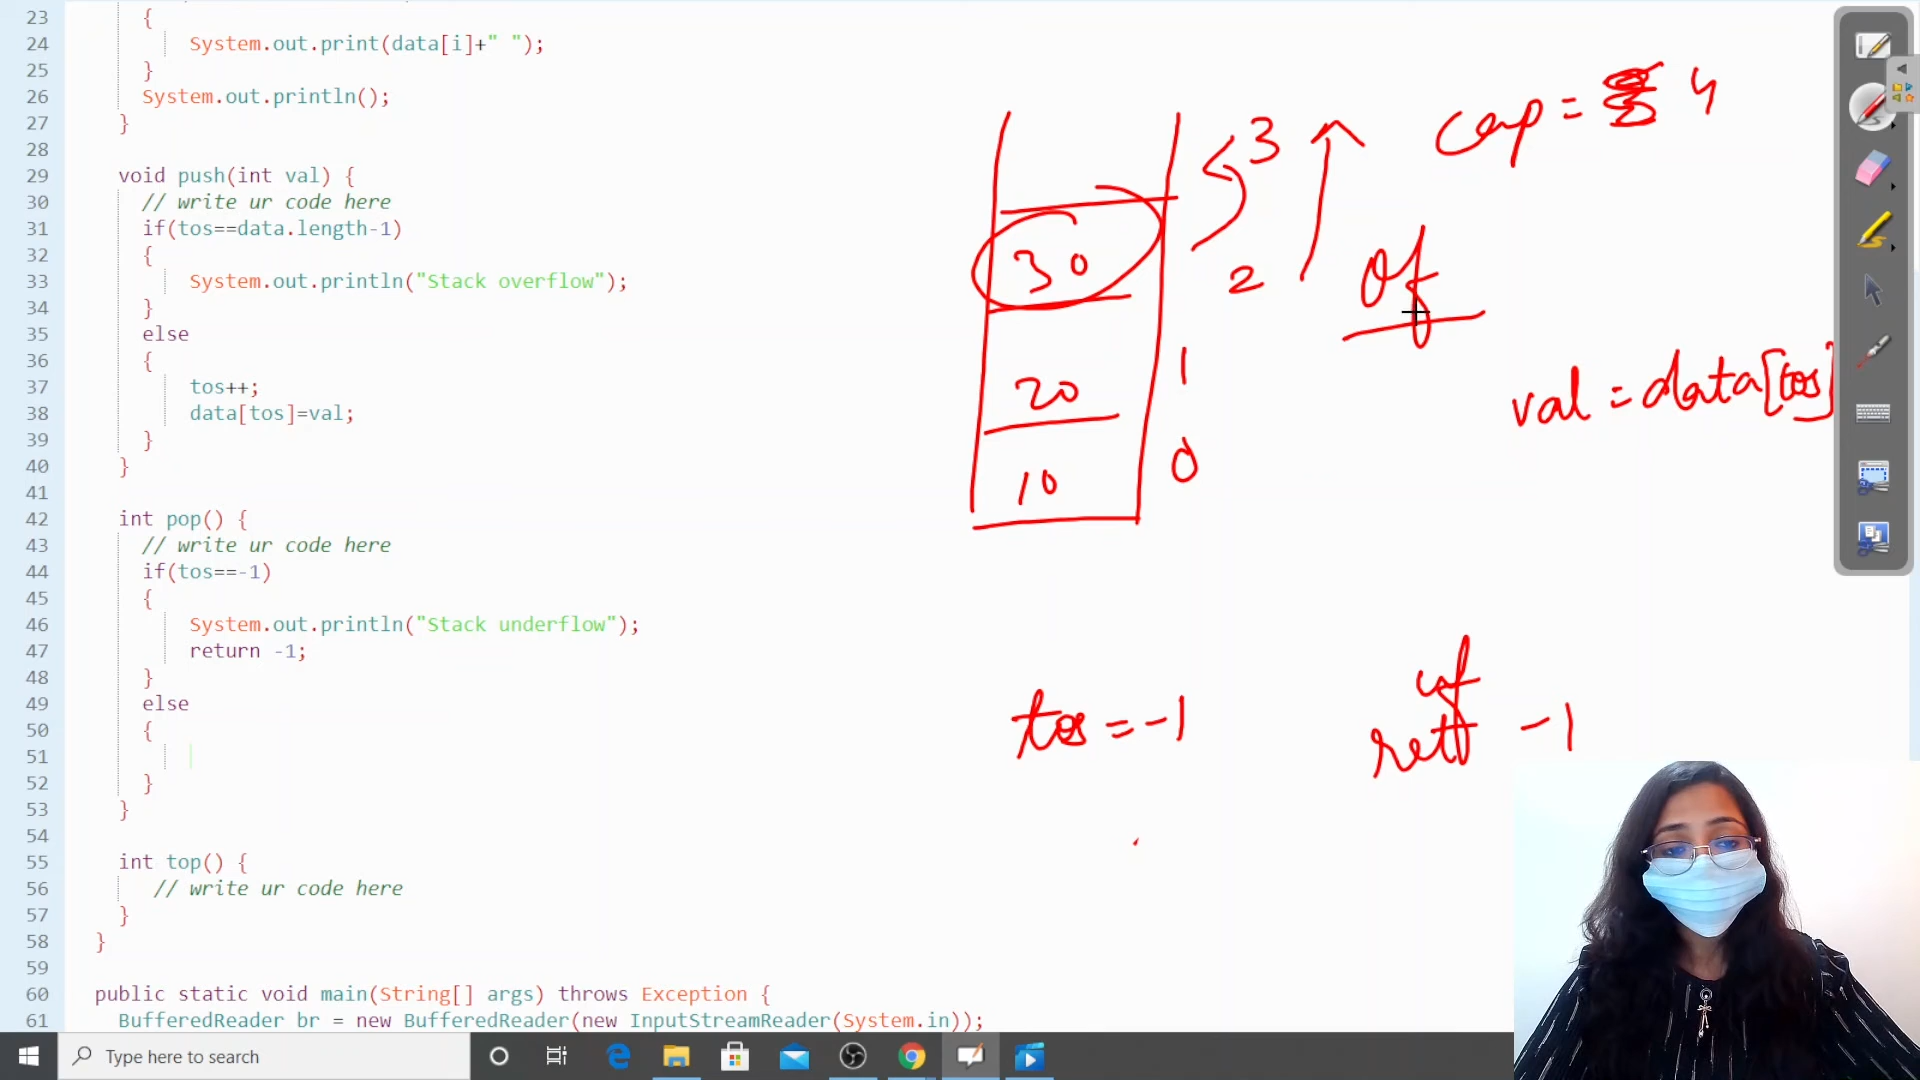 23 {
24 System.out.print(data[i]+" ");
25 }
26 System.out.println();
27 }
28
29 void push(int val) {
30 // write ur code here
31 if(tos==data.length-1)
32 {
33 System.out.println("Stack overflow");
34 }
35 else
36 {
37 tos++;
38 data[tos]=val;
39 }
40 }
41
42 int pop() {
43 // write ur code here
44 if(tos==-1)
45 {
46 System.out.println("Stack underflow");
47 return -1;
48 }
49 else
50 {
51
52 }
53 }
54
55 int top() {
56 // write ur code here
57 }
58 }
59
60 public static void main(String[] args) throws Exception {
61 BufferedReader br = new BufferedReader(new InputStreamReader(System.in));
cap = 4
3
30
2
of
val = data[tos]
20
1
10
0
tos = -1
uf
-1
Type here to search